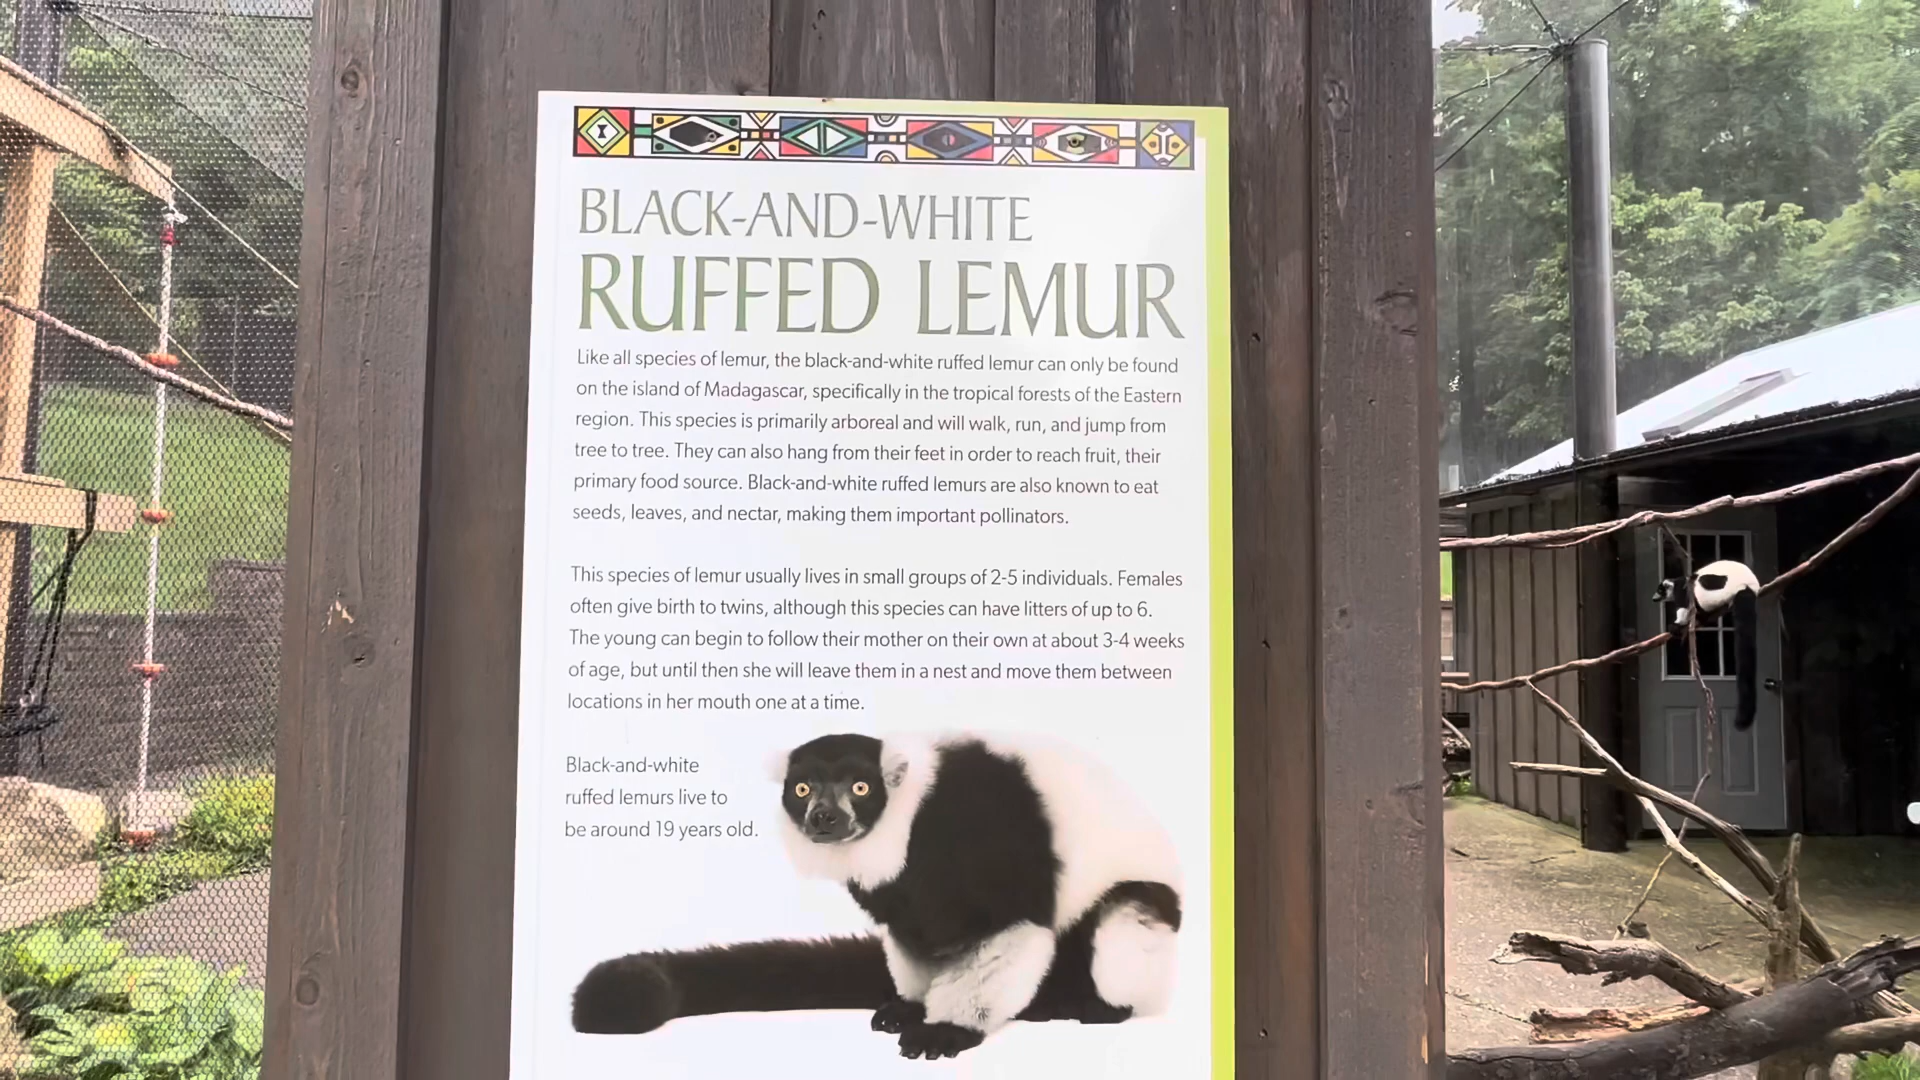 BLACK-AND-WHITE
RUFFED LEMUR
Like all species of lemur, the black-and-white ruffed lemur can only be found
on the island of Madagascar, specifically in the tropical forests of the Eastern
region. This species is primarily arboreal and will walk, run, and jump from
tree to tree. They can also hang from their feet in order to reach fruit, their
primary food source. Black-and-white ruffed lemurs are also known to eat
seeds, leaves, and nectar, making them important pollinators.
This species of lemur usually lives in small groups of 2-5 individuals. Females
often give birth to twins, although this species can have litters of up to 6.
The young can begin to follow their mother on their own at about 3-4 weeks
of age, but until then she will leave them in a nest and move them between
locations in her mouth one at a time.
Black-and-white
ruffed lemurs live to
be around 19 years old.